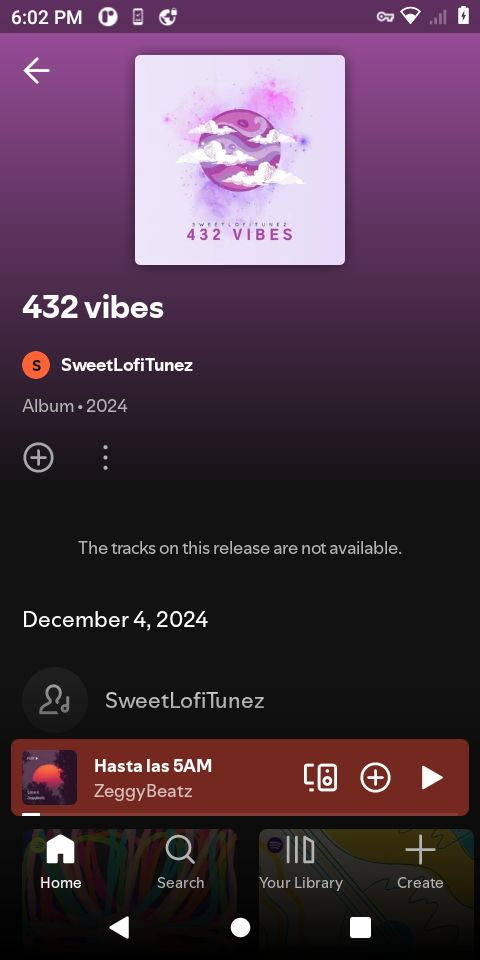 6:02 PM
SWEETLOFITUNEZ
432 VIBES
432 vibes
S
SweetLofiTunez
Album • 2024
The tracks on this release are not available.
December 4, 2024
SweetLofiTunez
Hasta las 5AM
ZeggyBeatz
Home
Search
Your Library
Create